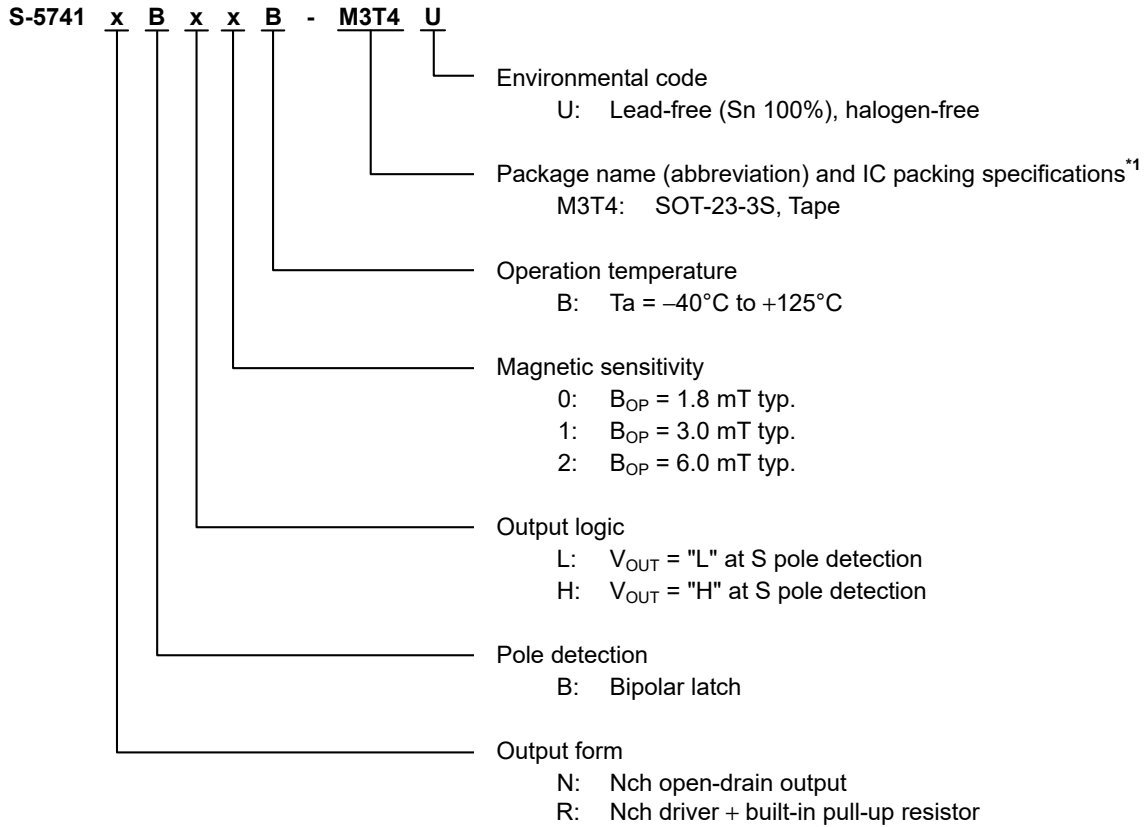 S-5741 x B x x B - M3T4 U
Environmental code
U: Lead-free (Sn 100%), halogen-free
Package name (abbreviation) and IC packing specifications*1
M3T4: SOT-23-3S, Tape
Operation temperature
B: Ta = −40°C to +125°C
Magnetic sensitivity
0: BOP = 1.8 mT typ.
1: BOP = 3.0 mT typ.
2: BOP = 6.0 mT typ.
Output logic
L: VOUT = "L" at S pole detection
H: VOUT = "H" at S pole detection
Pole detection
B: Bipolar latch
Output form
N: Nch open-drain output
R: Nch driver + built-in pull-up resistor